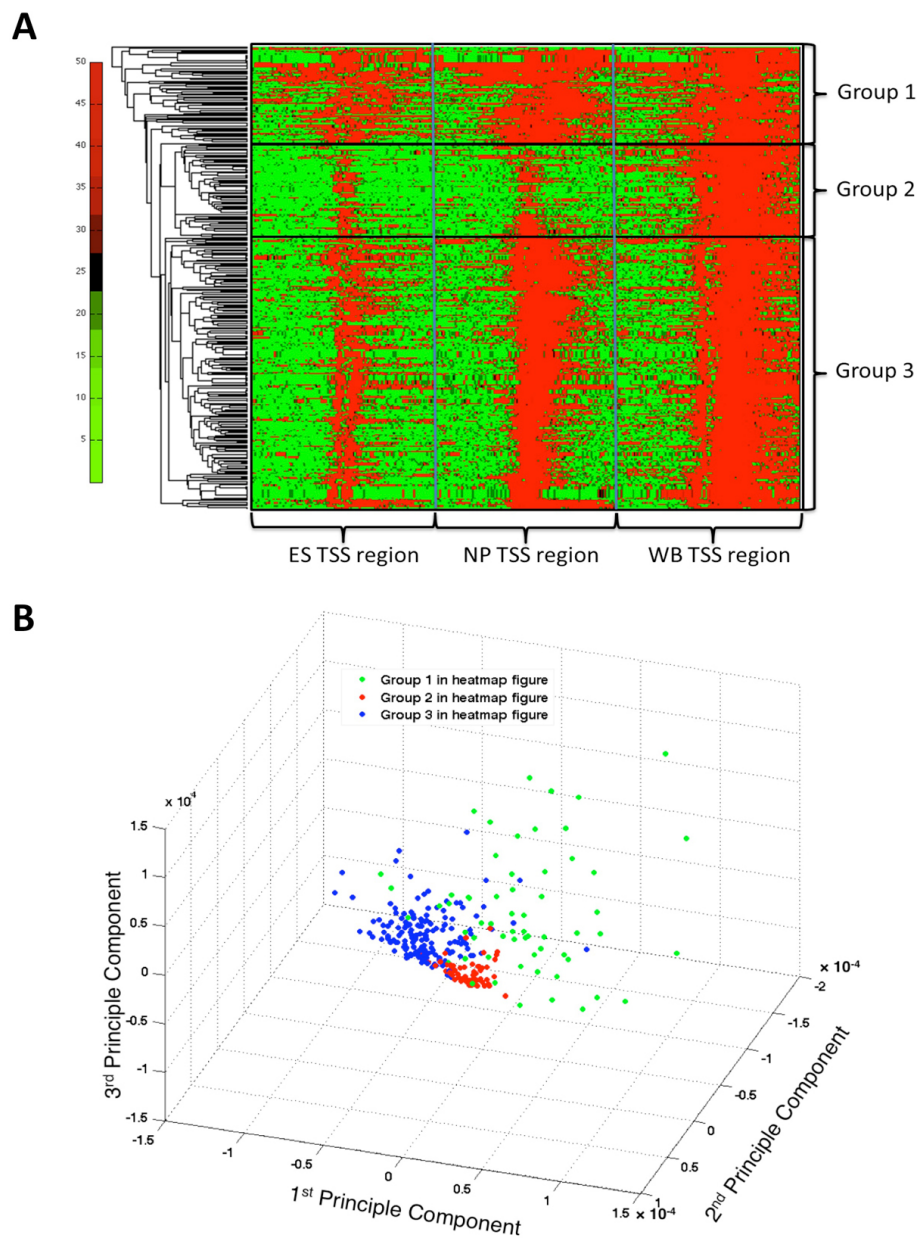 A
50
45
40
35
30
25
20
15
10
5
Group 1
Group 2
Group 3
ES TSS region
NP TSS region
WB TSS region
B
Group 1 in heatmap figure
Group 2 in heatmap figure
Group 3 in heatmap figure
x 10^-4
1.5
1
0.5
0
-0.5
-1
-1.5
3rd Principle Component
-1.5
-1
-0.5
0
0.5
1
1.5
x 10^-4
1st Principle Component
x 10^-4
-2
-1.5
-1
-0.5
0
0.5
1
2nd Principle Component